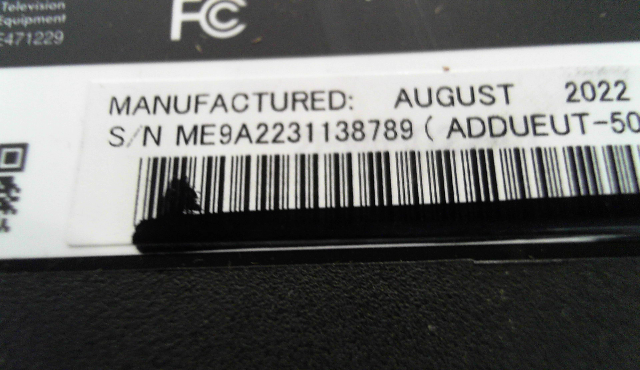 Television
Equipment
E471229
FC
MANUFACTURED: AUGUST 2022
S/N ME9A2231138789 ( ADDUEUT-50